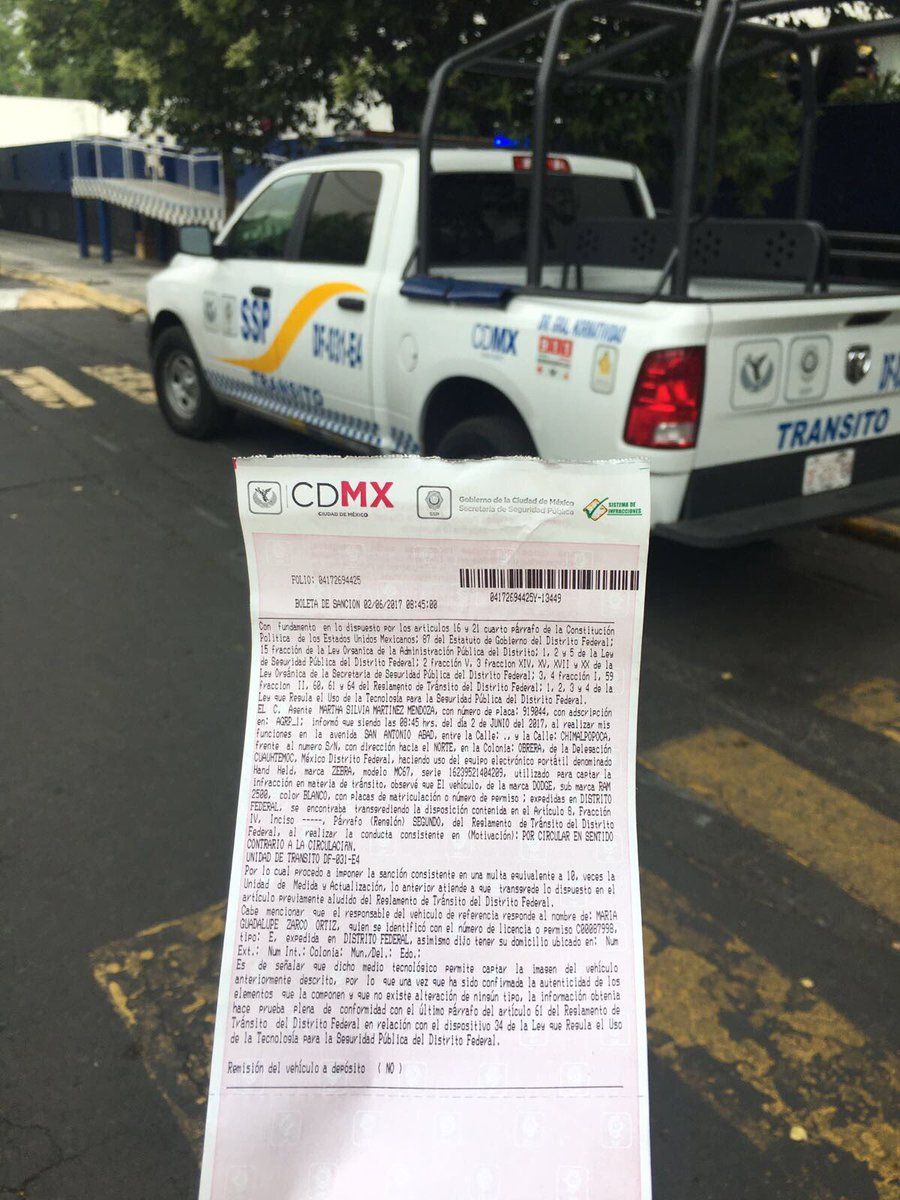 SSP
DF-031-E4
TRANSITO
CDMX
911
TRANSITO
CDMX
CIUDAD DE MÉXICO
SSP
Gobierno de la Ciudad de México
Secretaría de Seguridad Pública
SISTEMA DE
INFRACCIONES
FOLIO: 04172694425
04172694425V-13449
BOLETA DE SANCION 02/06/2017 08:45:00
Con fundamento en lo dispuesto por los artículos 16 y 21 cuarto párrafo de la Constitución
Política de los Estados Unidos Mexicanos; 87 del Estatuto de Gobierno del Distrito Federal;
15 fracción de la Ley Organica de la Administración Pública del Distrito; 1, 2 y 5 de la Ley
de Seguridad Pública del Distrito Federal; 2 fracción V, 3 fracción XIV, XV, XVII y XX de la
Ley Orgánica de la Secretaría de Seguridad Pública del Distrito Federal; 3, 4 fracción I, 59
fraccion II, 60, 61 y 64 del Reglamento de Tránsito del Distrito Federal; 1, 2, 3 y 4 de la
Ley que Regula el Uso de la Tecnología para la Seguridad Pública del Distrito Federal.
EL C. Agente MARTHA SILVIA MARTINEZ MENDOZA, con número de placa: 919044, con adscripción
en: AGRP_1; informó que siendo las 08:45 hrs. del día 2 de JUNIO del 2017, al realizar mis
funciones en la avenida SAN ANTONIO ABAD, entre la Calle: ., y la Calle: CHIMALPOPOCA,
frente al numero S/N, con dirección hacia el NORTE, en la Colonia: OBRERA, de la Delegación
CUAUHTEMOC, México Distrito Federal, haciendo uso del equipo electrónico portátil denominado
Hand Held, marca ZEBRA, modelo MC67, serie 16239521404209, utilizado para captar la
infracción en materia de tránsito, observé que El vehículo, de la marca DODGE, sub marca RAM
2500, color BLANCO, con placas de matriculación o número de permiso ; expedidas en DISTRITO
FEDERAL, se encontraba transgrediendo la disposición contenida en el Artículo 8, Fracción
IV, Inciso -----, Párrafo (Renglón) SEGUNDO, del Reglamento de Tránsito del Distrito
Federal, al realizar la conducta consistente en (Motivación): POR CIRCULAR EN SENTIDO
CONTRARIO A LA CIRCULACIÓN.
UNIDAD DE TRANSITO DF-031-E4
Por lo cual procedo a imponer la sanción consistente en una multa equivalente a 10, veces la
Unidad de Medida y Actualización, lo anterior atiende a que transgrede lo dispuesto en el
artículo previamente aludido del Reglamento de Tránsito del Distrito Federal.
Cabe mencionar que el responsable del vehículo de referencia responde al nombre de: MARIA
GUADALUPE ZARCO ORTIZ, quien se identificó con el número de licencia o permiso C00087998,
tipo: E, expedida en DISTRITO FEDERAL, asimismo dijo tener su domicilio ubicado en: Num
Ext.: Num Int.: Colonia: Mun./Del.: Edo.:
Es de señalar que dicho medio tecnológico permite captar la imagen del vehículo
anteriormente descrito, por lo que una vez que ha sido confirmada la autenticidad de los
elementos que la componen y que no existe alteración de ningún tipo, la información obtenia
hace prueba plena de conformidad con el último párrafo del artículo 61 del Reglamento de
Tránsito del Distrito Federal en relación con el dispositivo 34 de la Ley que Regula el Uso
de la Tecnología para la Seguridad Pública del Distrito Federal.
Remisión del vehículo a depósito ( NO )